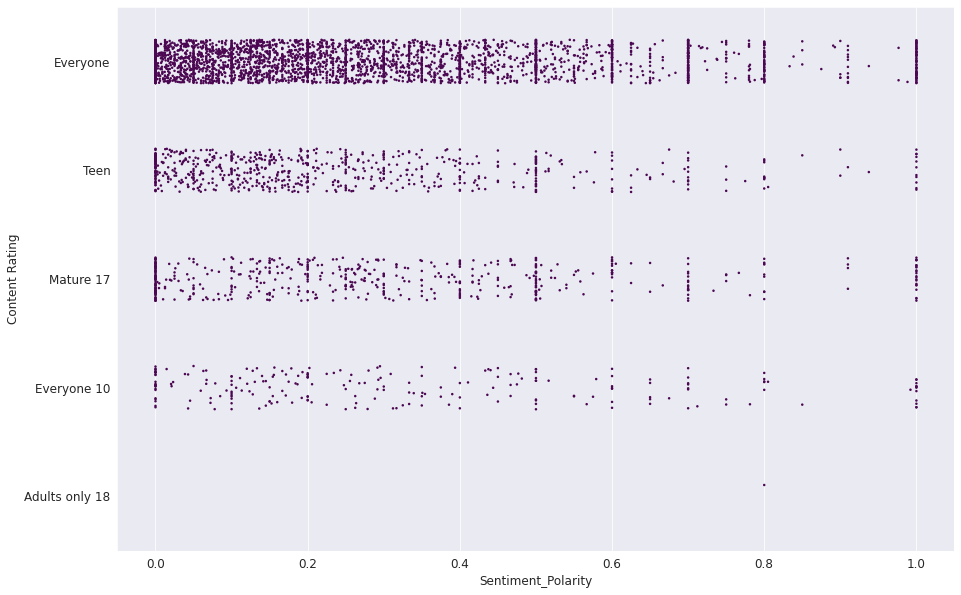 Everyone
Teen
Mature 17
Everyone 10
Adults only 18
Content Rating
0.0 0.2 0.4 0.6 0.8 1.0
Sentiment_Polarity